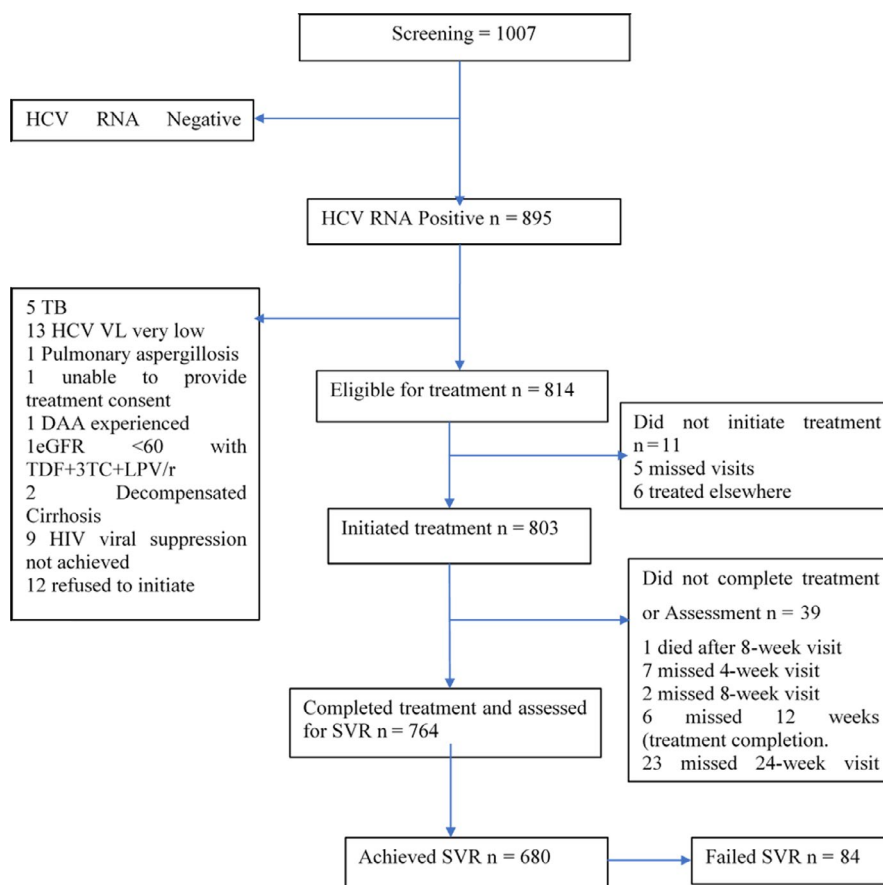 Screening = 1007
HCV RNA Negative
HCV RNA Positive n = 895
5 TB
13 HCV VL very low
1 Pulmonary aspergillosis
1 unable to provide
treatment consent
1 DAA experienced
1eGFR <60 with
TDF+3TC+LPV/r
2 Decompensated
Cirrhosis
9 HIV viral suppression
not achieved
12 refused to initiate
Eligible for treatment n = 814
Did not initiate treatment
n=11
5 missed visits
6 treated elsewhere
Initiated treatment n = 803
Did not complete treatment
or Assessment n = 39
1 died after 8-week visit
7 missed 4-week visit
2 missed 8-week visit
6 missed 12 weeks
(treatment completion.
23 missed 24-week visit
Completed treatment and assessed
for SVR n = 764
Achieved SVR n = 680
Failed SVR n = 84